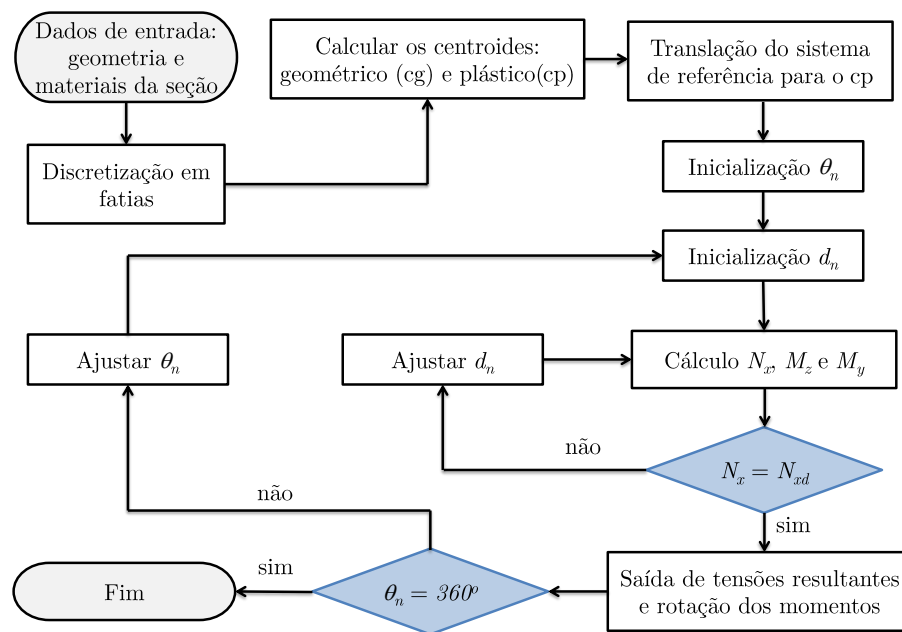 Dados de entrada:
geometria e
materiais da seção
Calcular os centroides:
geométrico (cg) e plástico(cp)
Translação do sistema
de referência para o cp
Discretização em
fatias
Inicialização θn
Inicialização dn
Ajustar θn
Ajustar dn
Cálculo Nx, Mz e My
não
Nx = Nxd
não
sim
sim
Fim
θn = 360º
Saída de tensões resultantes
e rotação dos momentos